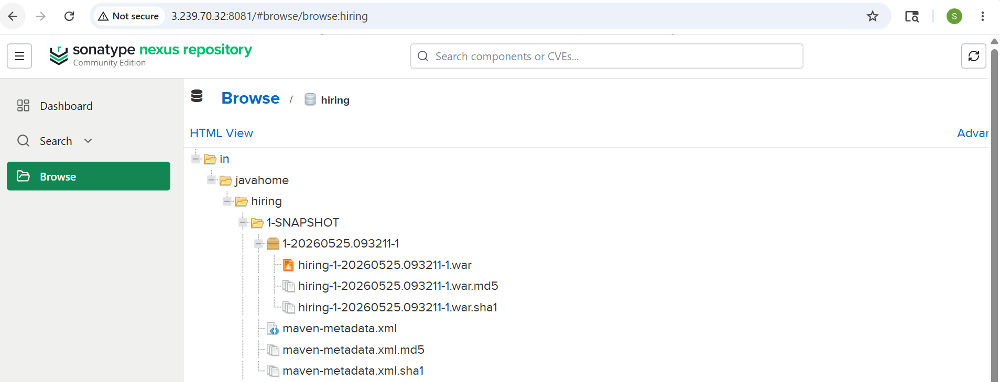 Not secure 3.239.70.32:8081/#browse/browse:hiring S
sonatype nexus repository
Community Edition
Search components or CVEs...
Dashboard
Search
Browse
Browse / hiring
HTML View Advan
in
javahome
hiring
1-SNAPSHOT
1-20260525.093211-1
hiring-1-20260525.093211-1.war
hiring-1-20260525.093211-1.war.md5
hiring-1-20260525.093211-1.war.sha1
maven-metadata.xml
maven-metadata.xml.md5
maven-metadata.xml.sha1